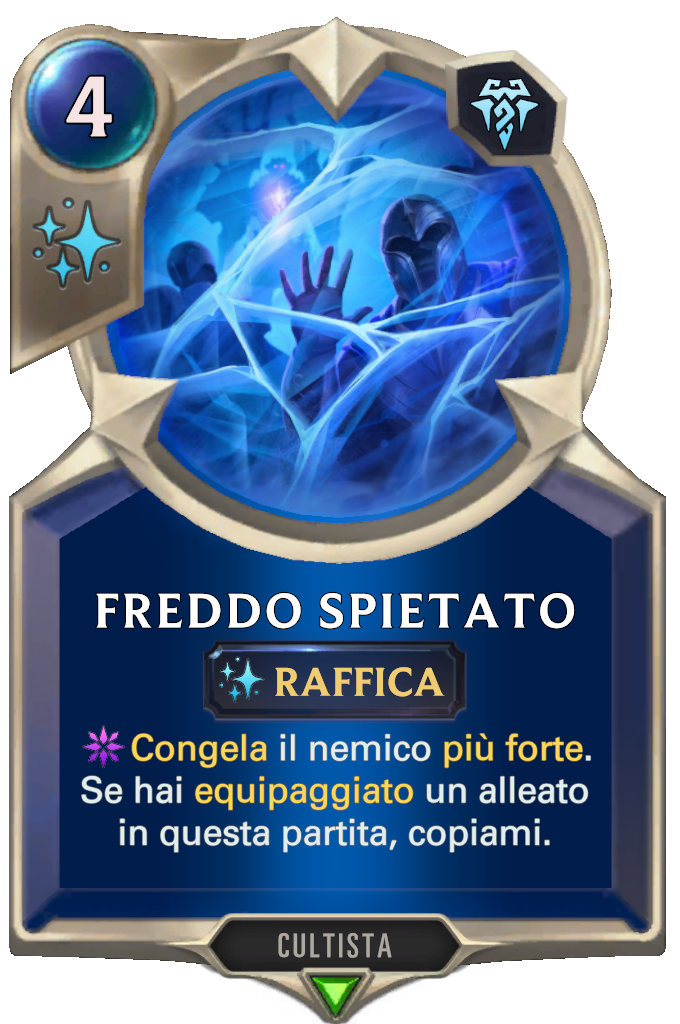 4
FREDDO SPIETATO
RAFFICA
Congela il nemico più forte.
Se hai equipaggiato un alleato
in questa partita, copiami.
CULTISTA